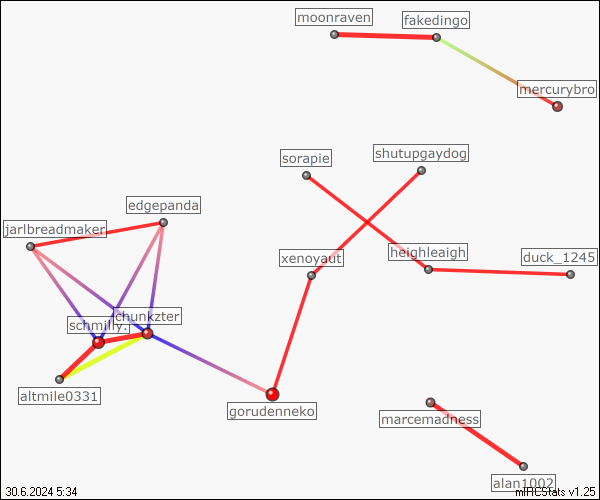 moonraven
fakedingo
mercurybro
sorapie
shutupgaydog
edgepanda
jarlbreadmaker
xenoyaut
heighleaigh
duck_1245
schmilly.
chunkzter
altmile0331
gorudenneko
marcemadness
alan1002
30.6.2024 5:34
mIRCStats v1.25